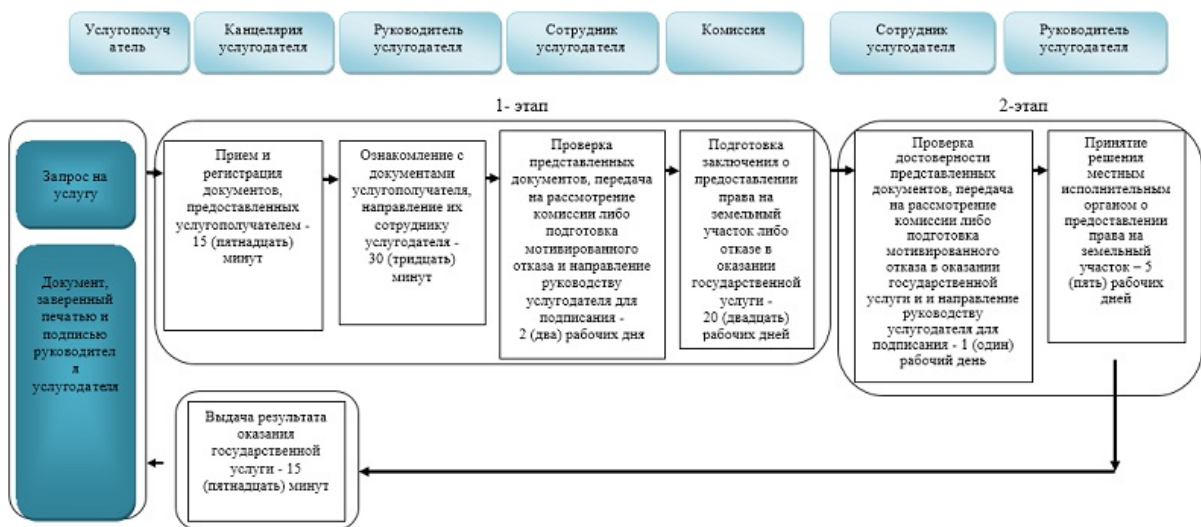 Услугополуч
атель
Канцелярия
услугодателя
Руководитель
услугодателя
Сотрудник
услугодателя
Комиссия
Сотрудник
услугодателя
Руководитель
услугодателя
1- этап
2-этап
Запрос на
услугу
Прием и
регистрация
документов,
предоставленных
услугополучателем -
15 (пятнадцать)
минут
Ознакомление с
документами
услугополучателя,
направление их
сотруднику
услугодателя -
30 (тридцать) минут
Проверка
представленных
документов, передача
на рассмотрение
комиссии либо
подготовка
мотивированного
отказа и направление
руководству
услугодателя для
подписания -
2 (два) рабочих дня
Подготовка
заключения о
предоставлении
права на
земельный
участок либо
отказе в
оказании
государственной
услуги -
20 (двадцать)
рабочих дней
Проверка
достоверности
представленных
документов, передача
на рассмотрение
комиссии либо
подготовка
мотивированного
отказа в оказании
государственной
услуги и и направление
руководству
услугодателя для
подписания - 1 (один)
рабочий день
Принятие
решения
местным
исполнительным
органом о
предоставлении
права на
земельный
участок – 5
(пять) рабочих
дней
Документ,
заверенный
печатью и
подписью
руководител
я
услугодателя
Выдача результата
оказания
государственной
услуги - 15
(пятнадцать) минут